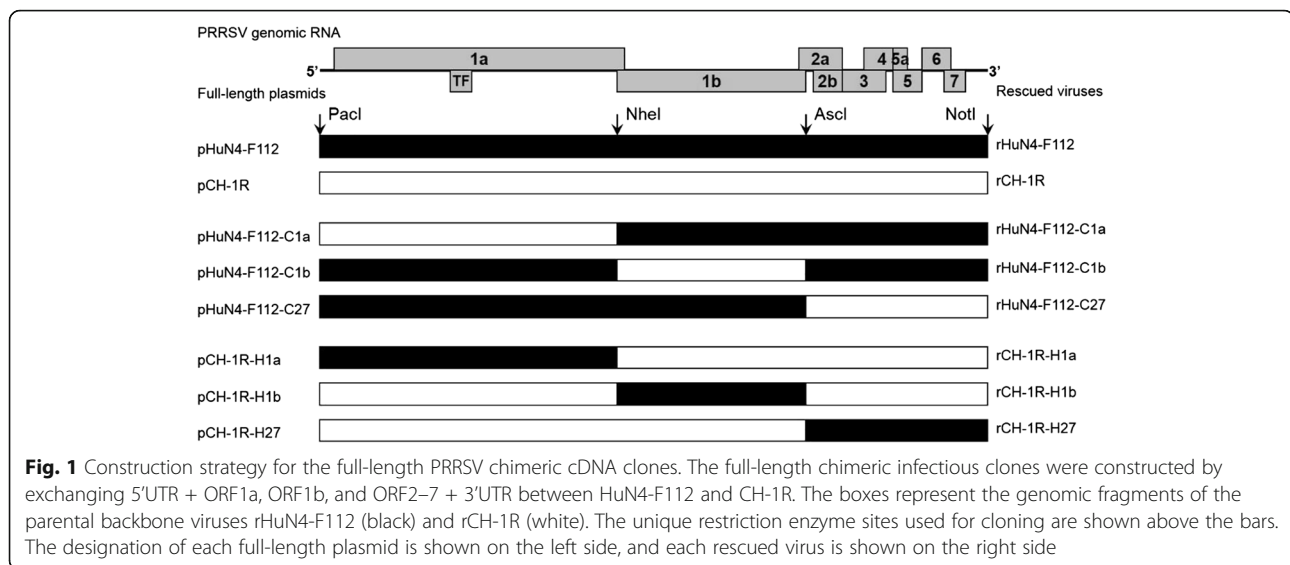 PRRSV genomic RNA
1a 2a 4 5a 6
5’ 3’
TF 1b 2b 3 5 7
Full-length plasmids Rescued viruses
PacI NheI AscI NotI
pHuN4-F112 rHuN4-F112
pCH-1R rCH-1R
pHuN4-F112-C1a rHuN4-F112-C1a
pHuN4-F112-C1b rHuN4-F112-C1b
pHuN4-F112-C27 rHuN4-F112-C27
pCH-1R-H1a rCH-1R-H1a
pCH-1R-H1b rCH-1R-H1b
pCH-1R-H27 rCH-1R-H27
Fig. 1 Construction strategy for the full-length PRRSV chimeric cDNA clones. The full-length chimeric infectious clones were constructed by
exchanging 5’UTR + ORF1a, ORF1b, and ORF2–7 + 3’UTR between HuN4-F112 and CH-1R. The boxes represent the genomic fragments of the
parental backbone viruses rHuN4-F112 (black) and rCH-1R (white). The unique restriction enzyme sites used for cloning are shown above the bars.
The designation of each full-length plasmid is shown on the left side, and each rescued virus is shown on the right side